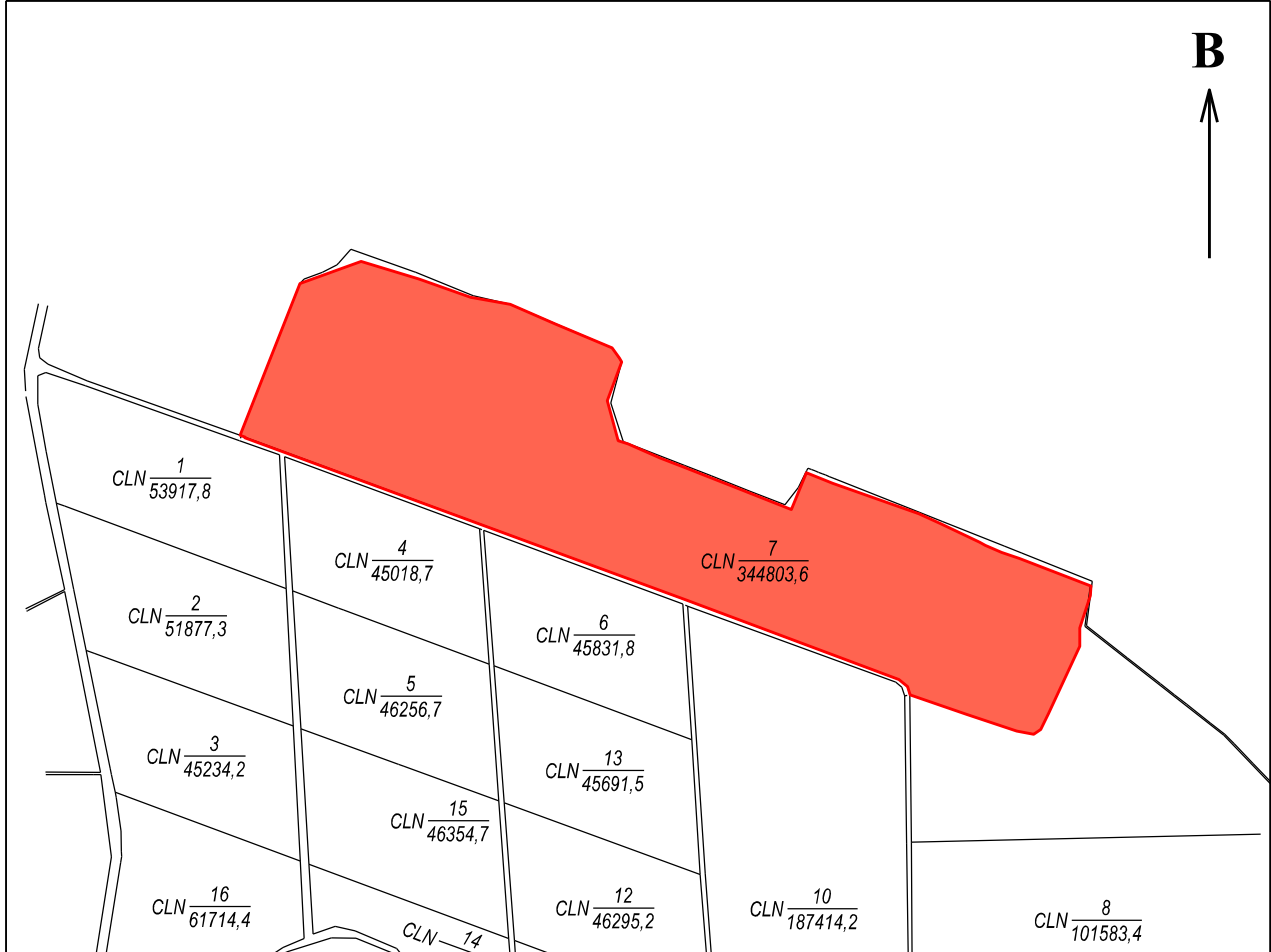 B
CLN 1
53917,8
CLN 4
45018,7
CLN 7
344803,6
CLN 2
51877,3
CLN 6
45831,8
CLN 5
46256,7
CLN 3
45234,2
CLN 13
45691,5
CLN 15
46354,7
CLN 16
61714,4
CLN 12
46295,2
CLN 10
187414,2
CLN 8
101583,4
CLN 14